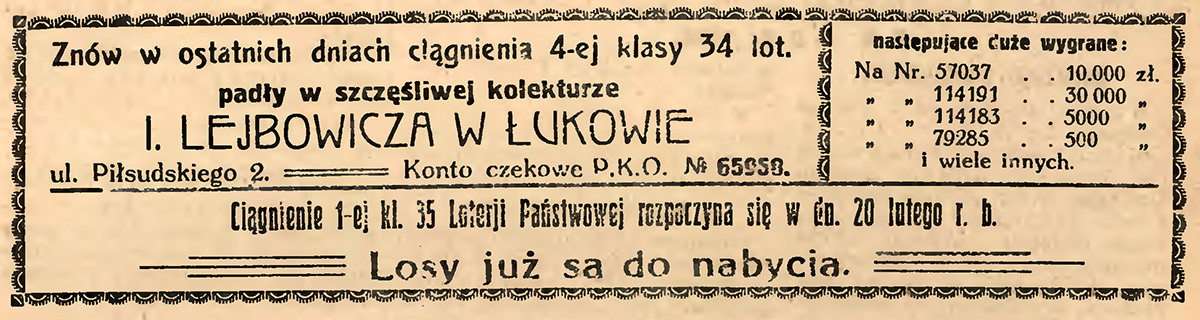 Znów w ostatnich dniach ciągnienia 4-ej klasy 34 lot.
padły w szczęśliwej kolekturze
I. LEJBOWICZA W ŁUKOWIE
ul. Piłsudskiego 2. Konto czekowe P.K.O. № 65958.
następujące duże wygrane:
Na Nr. 57037 . . 10.000 zł.
„ „ 114191 . . 30 000 „
„ „ 114183 . . 5000 „
„ „ 79285 . . 500 „
i wiele innych.
Ciągnienie 1-ej kl. 35 Loterji Państwowej rozpoczyna się w dn. 20 lutego r. b.
Losy już sa do nabycia.